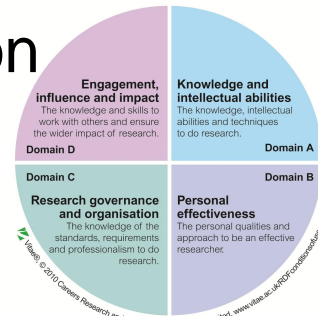 on
Engagement,
influence and impact
The knowledge and skills to
work with others and ensure
the wider impact of research.
Domain D
Knowledge and
intellectual abilities
The knowledge, intellectual
abilities and techniques
to do research.
Domain A
Domain C
Research governance
and organisation
The knowledge of the
standards, requirements
and professionalism to do
research.
Domain B
Personal
effectiveness
The personal qualities and
approach to be an effective
researcher.
Vitae®, © 2010 Careers Research
www.vitae.ac.uk/RDFconditionsofuse